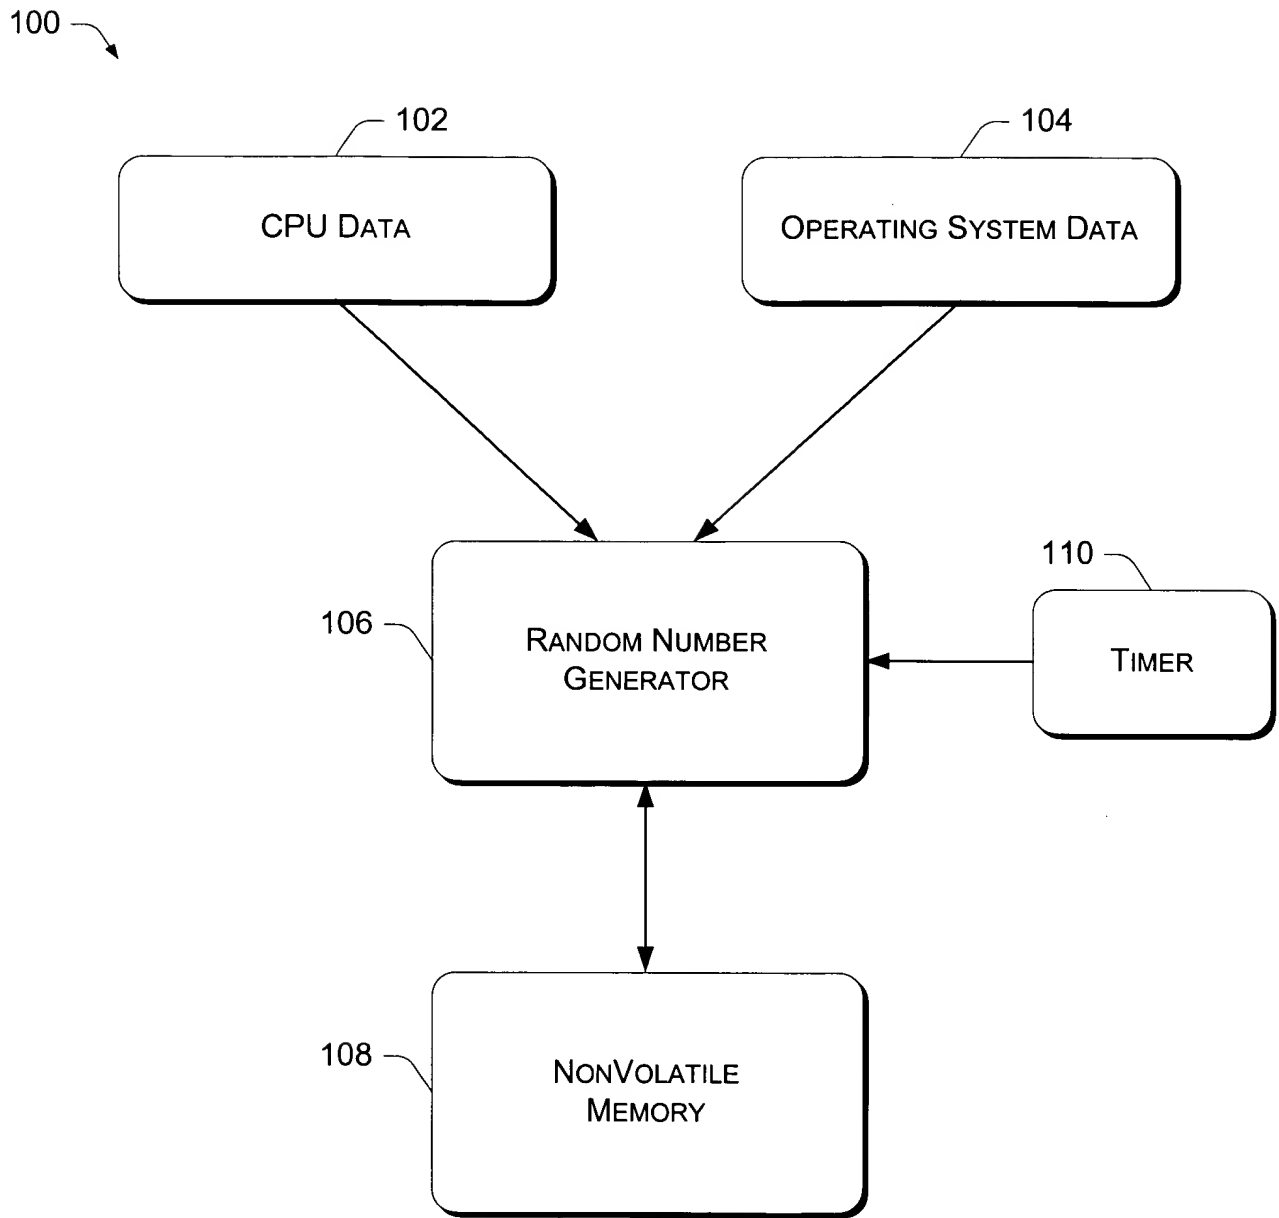 100
102
104
CPU DATA
OPERATING SYSTEM DATA
110
106
RANDOM NUMBER
GENERATOR
TIMER
108
NONVOLATILE
MEMORY